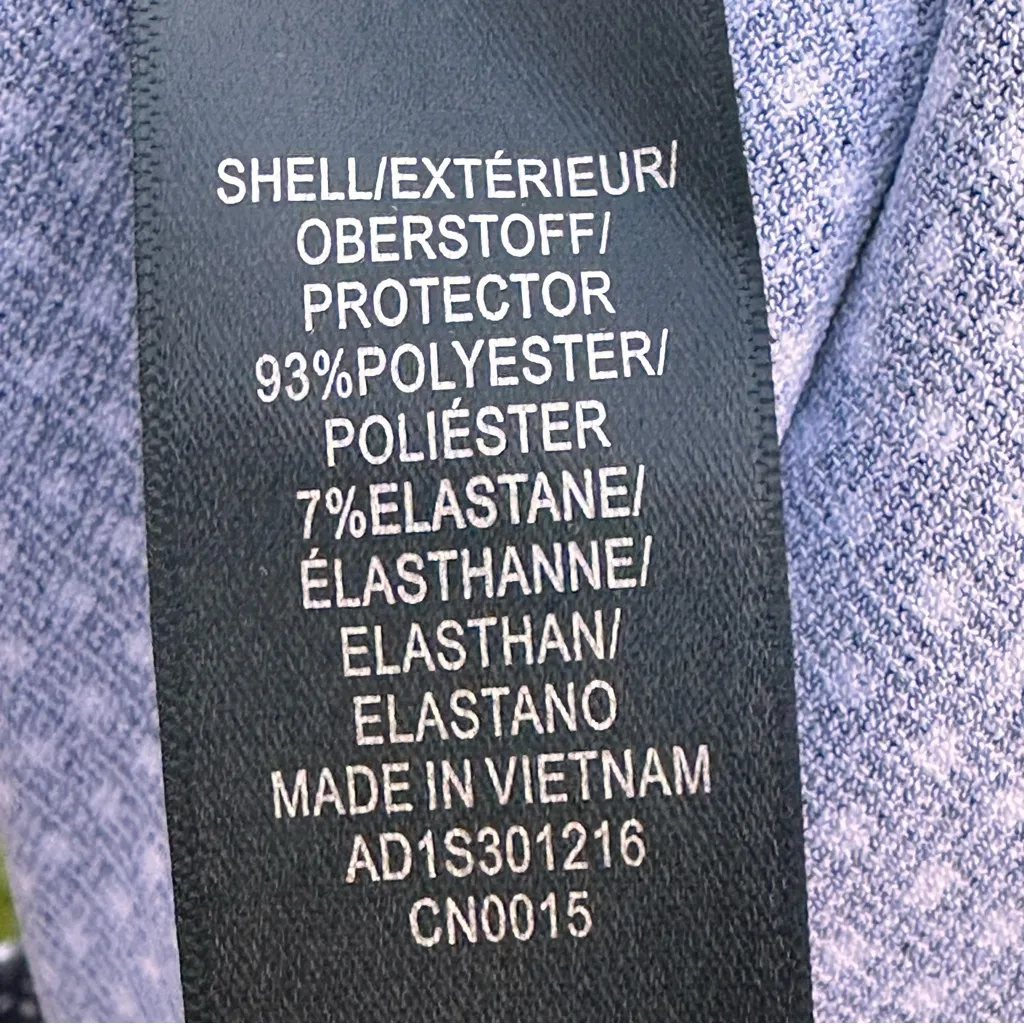 SHELL/EXTÉRIEUR/
OBERSTOFF/
PROTECTOR
93%POLYESTER/
POLIÉSTER
7%ELASTANE/
ÉLASTHANNE/
ELASTHAN/
ELASTANO
MADE IN VIETNAM
AD1S301216
CN0015